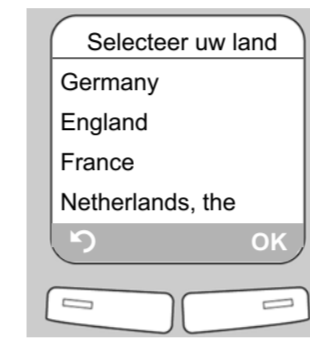 Selecteer uw land
Germany
England
France
Netherlands, the
OK